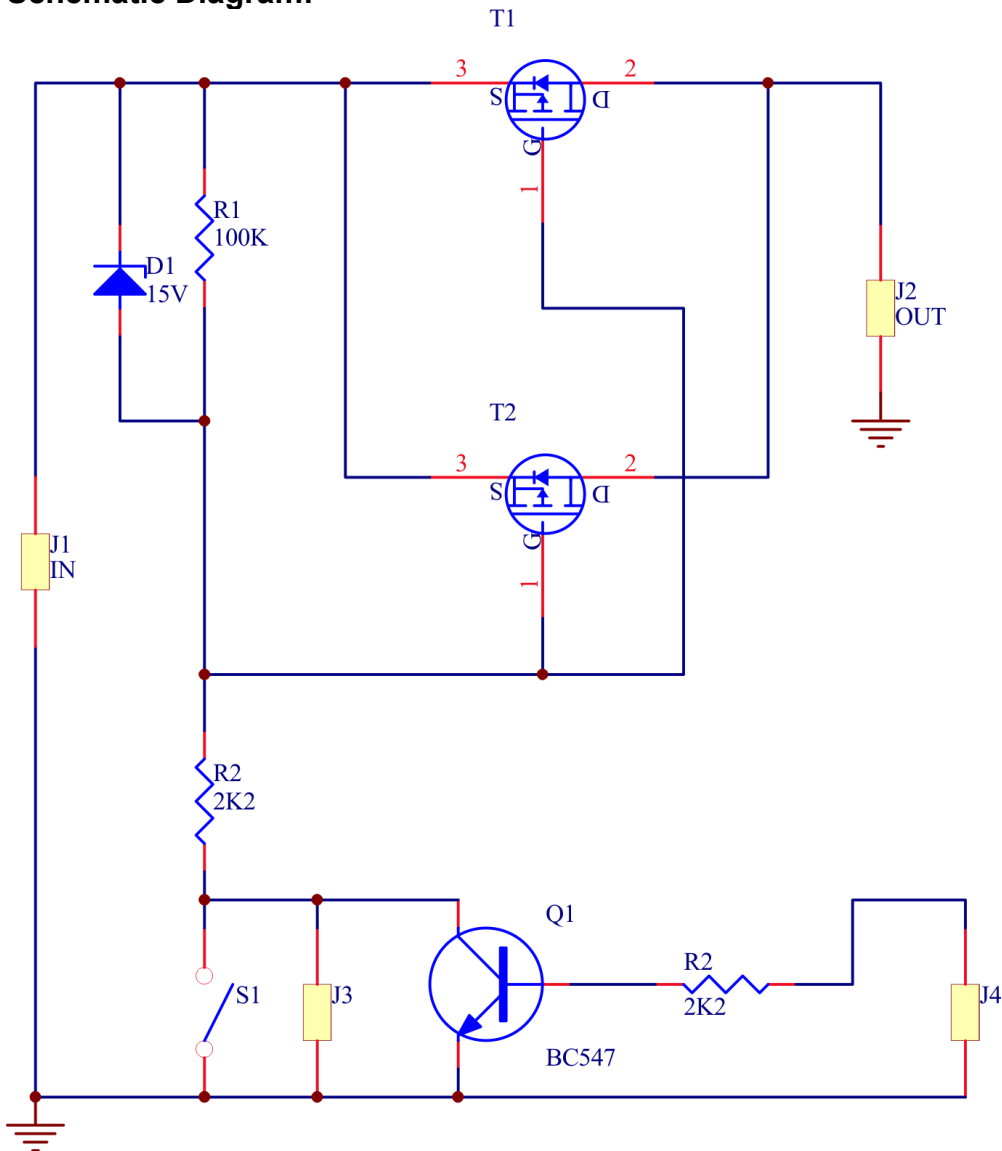 Schematic Diagram:
T1
3
2
S
D
G
1
R1
100K
D1
15V
J2
OUT
T2
3
2
S
D
G
1
J1
IN
R2
2K2
Q1
R2
2K2
S1
J3
J4
BC547